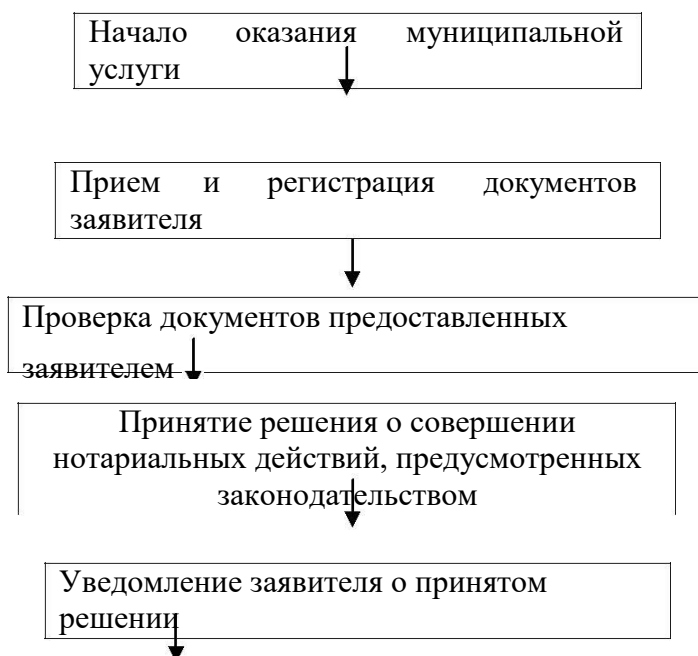 Начало оказания муниципальной
услуги
Прием и регистрация документов
заявителя
Проверка документов предоставленных
заявителем
Принятие решения о совершении
нотариальных действий, предусмотренных
законодательством
Уведомление заявителя о принятом
решении